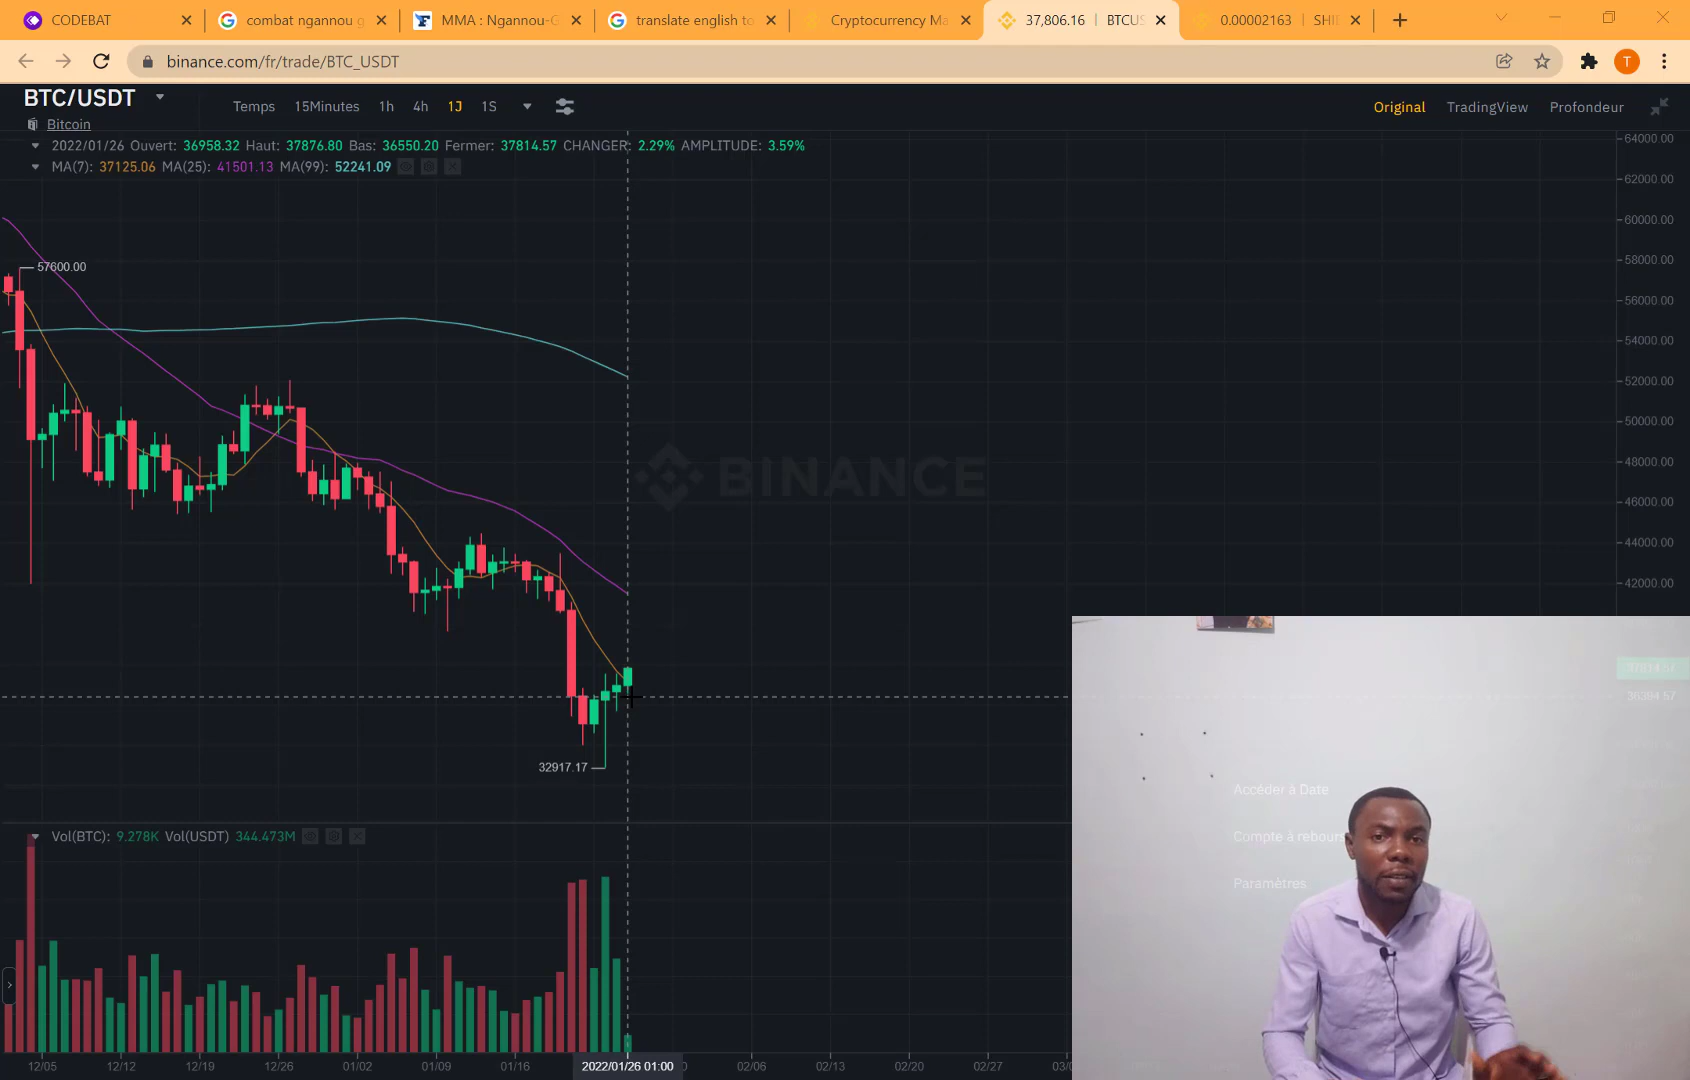 CODEBAT
combat ngannou g
MMA : Ngannou-G
translate english to
Cryptocurrency Ma
37,806.16 | BTCUS
0.00002163 | SHI
binance.com/fr/trade/BTC_USDT
T
BTC/USDT
Bitcoin
Temps 15Minutes 1h 4h 1J 1S
Original TradingView Profondeur
2022/01/26 Ouvert: 36958.32 Haut: 37876.80 Bas: 36550.20 Fermer: 37814.57 CHANGER: 2.29% AMPLITUDE: 3.59%
MA(7): 37125.06 MA(25): 41501.13 MA(99): 52241.09
64000.00
62000.00
60000.00
58000.00
56000.00
54000.00
52000.00
50000.00
48000.00
46000.00
44000.00
42000.00
57600.00
BINANCE
37814.57
36394.57
32917.17
Accéder à Date
Compte à rebours
Paramètres
Vol(BTC): 9.278K Vol(USDT) 344.473M
12/05 12/12 12/19 12/26 01/02 01/09 01/16 2022/01/26 01:00 02/06 02/13 02/20 02/27